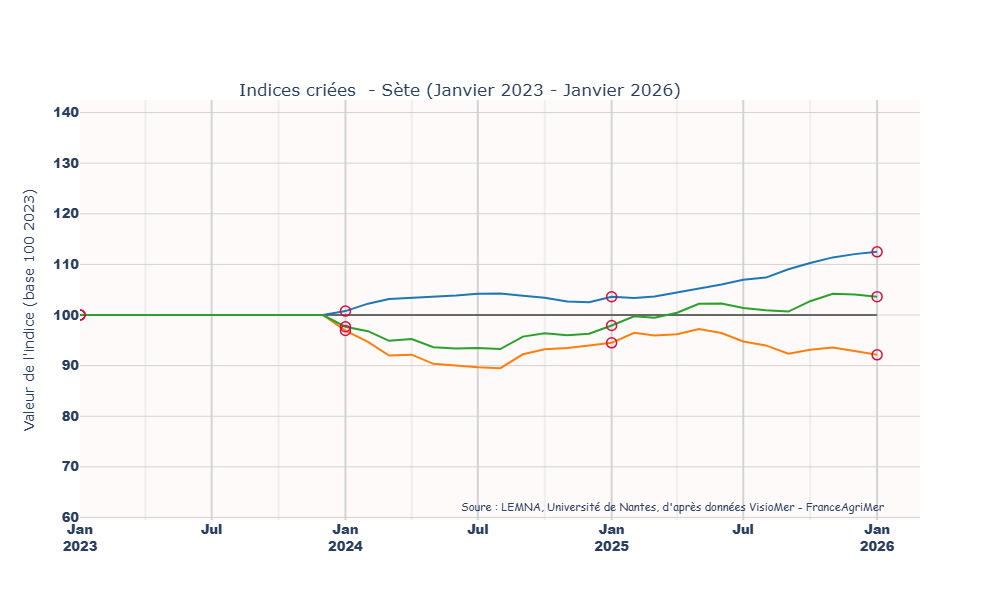 Indices criées  - Sète (Janvier 2023 - Janvier 2026)
Valeur de l'indice (base 100 2023)
140
130
120
110
100
90
80
70
60
Soure : LEMNA, Université de Nantes, d'après données VisioMer - FranceAgriMer
Jan Jul Jan Jul Jan Jul Jan
2023 2024 2025 2026